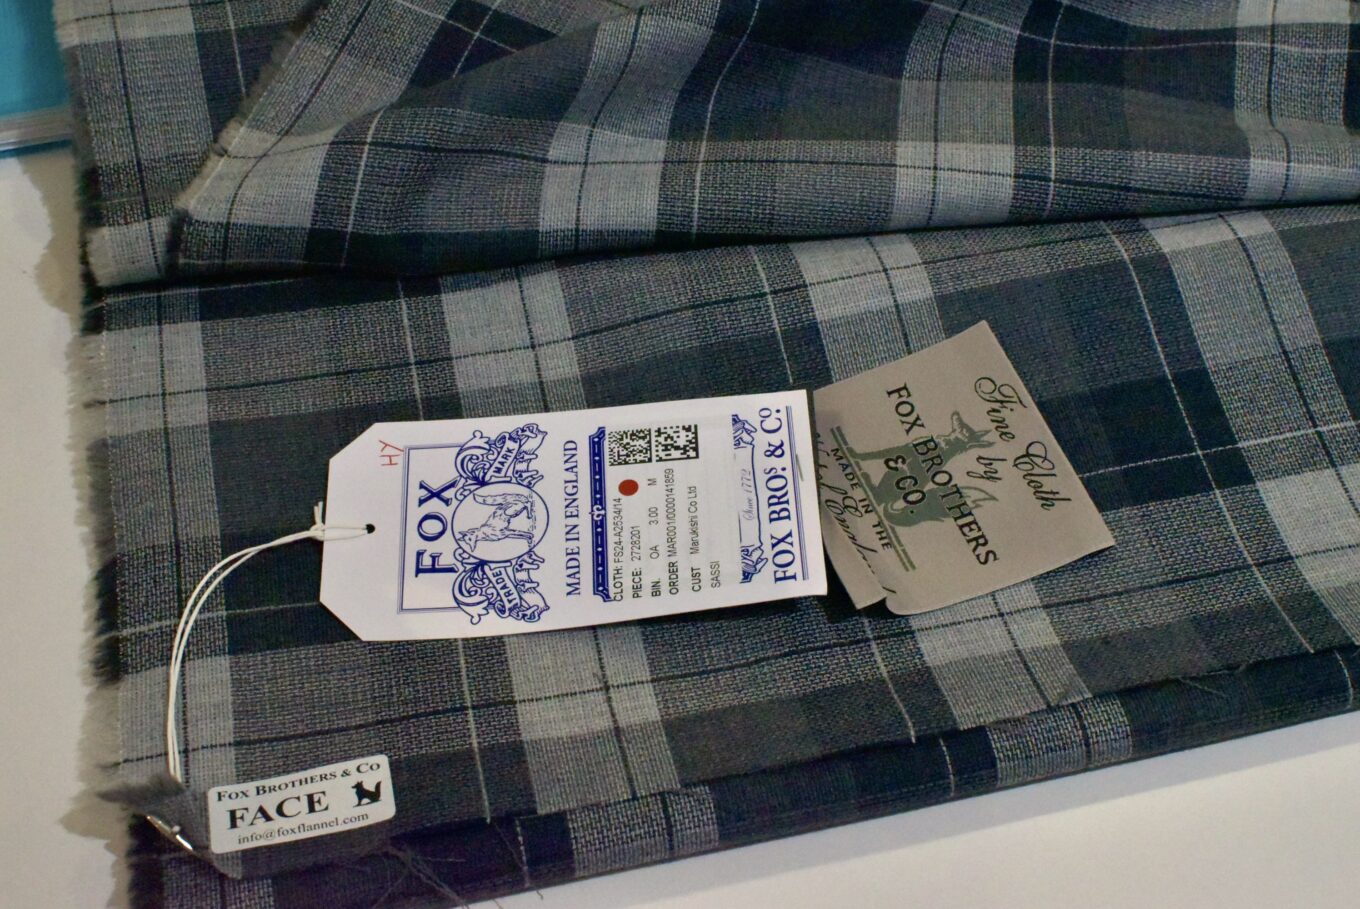 HY
FOX
TRADE MARK
MADE IN ENGLAND
CLOTH: FS24-A2534/14
PIECE: 2728201
BIN. OA 3.00 M
ORDER MAR001/0000141859
CUST Marukishi Co Ltd
SASSI
Since 1772
FOX BROS. & Co.
Fine Cloth
by
FOX BROTHERS
& CO.
MADE IN THE
FOX BROTHERS & CO
FACE
info@foxflannel.com